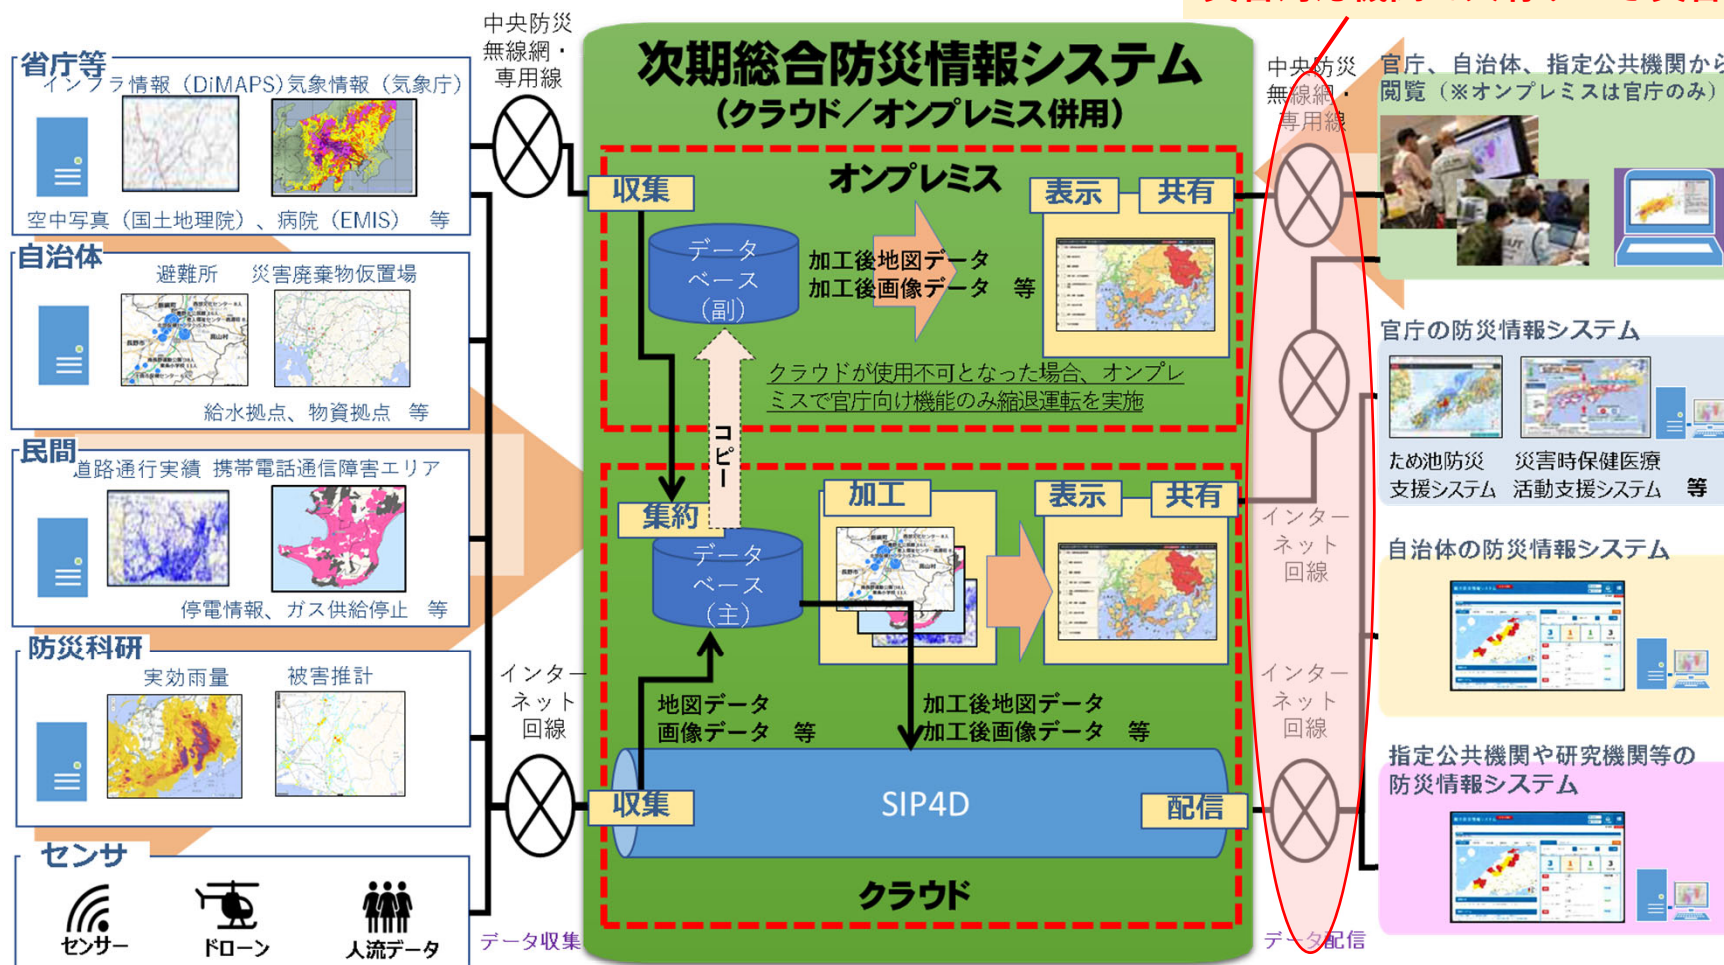 省庁等
インフラ情報（DiMAPS）気象情報（気象庁）
空中写真（国土地理院）、病院（EMIS） 等
自治体
避難所 災害廃棄物仮置場
給水拠点、物資拠点 等
民間
道路通行実績 携帯電話通信障害エリア
停電情報、ガス供給停止 等
防災科研
実効雨量 被害推計
センサ
センサー ドローン 人流データ
中央防災
無線網・
専用線
インター
ネット
回線
データ収集
次期総合防災情報システム
（クラウド／オンプレミス併用）
オンプレミス
収集
表示 共有
データ
ベース
（副）
加工後地図データ
加工後画像データ 等
クラウドが使用不可となった場合、オンプレ
ミスで官庁向け機能のみ縮退運転を実施
コピー
集約
加工
表示 共有
データ
ベース
（主）
地図データ
画像データ 等
加工後地図データ
加工後画像データ 等
収集
SIP4D
配信
クラウド
中央防災
無線網・
専用線
インター
ネット
回線
インター
ネット
回線
データ配信
官庁、自治体、指定公共機関から
閲覧（※オンプレミスは官庁のみ）
官庁の防災情報システム
ため池防災
支援システム
災害時保健医療
活動支援システム 等
自治体の防災情報システム
指定公共機関や研究機関等の
防災情報システム